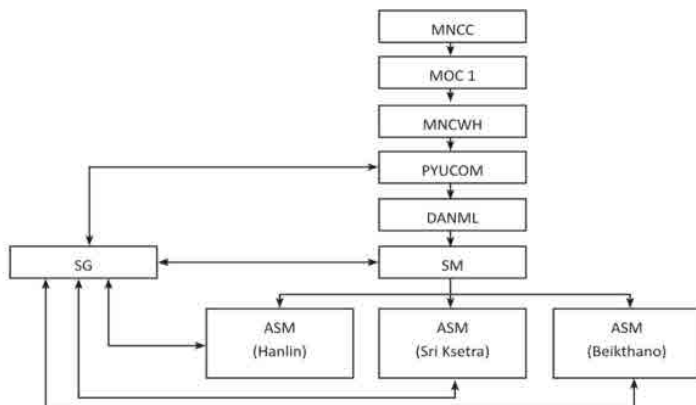 MNCC
MOC 1
MNCWH
PYUCOM
DANML
SG
SM
ASM
(Hanlin)
ASM
(Sri Ksetra)
ASM
(Beikthano)